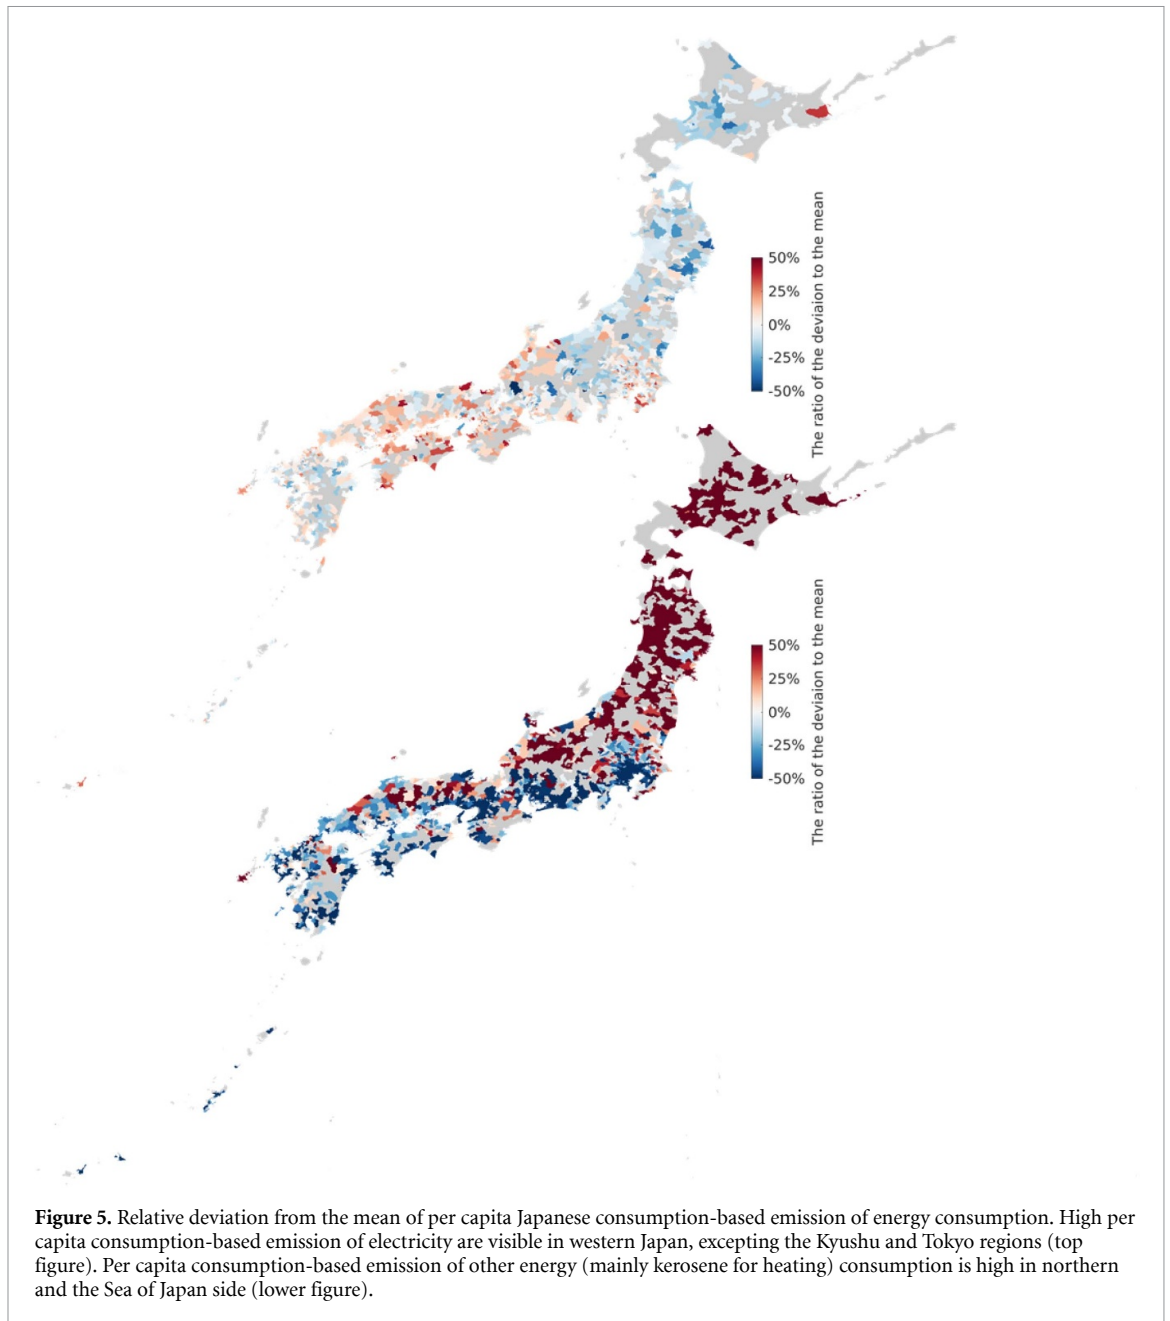 50%
25%
0%
-25%
-50%
The ratio of the deviaion to the mean
50%
25%
0%
-25%
-50%
The ratio of the deviaion to the mean
Figure 5. Relative deviation from the mean of per capita Japanese consumption-based emission of energy consumption. High per
capita consumption-based emission of electricity are visible in western Japan, excepting the Kyushu and Tokyo regions (top
figure). Per capita consumption-based emission of other energy (mainly kerosene for heating) consumption is high in northern
and the Sea of Japan side (lower figure).